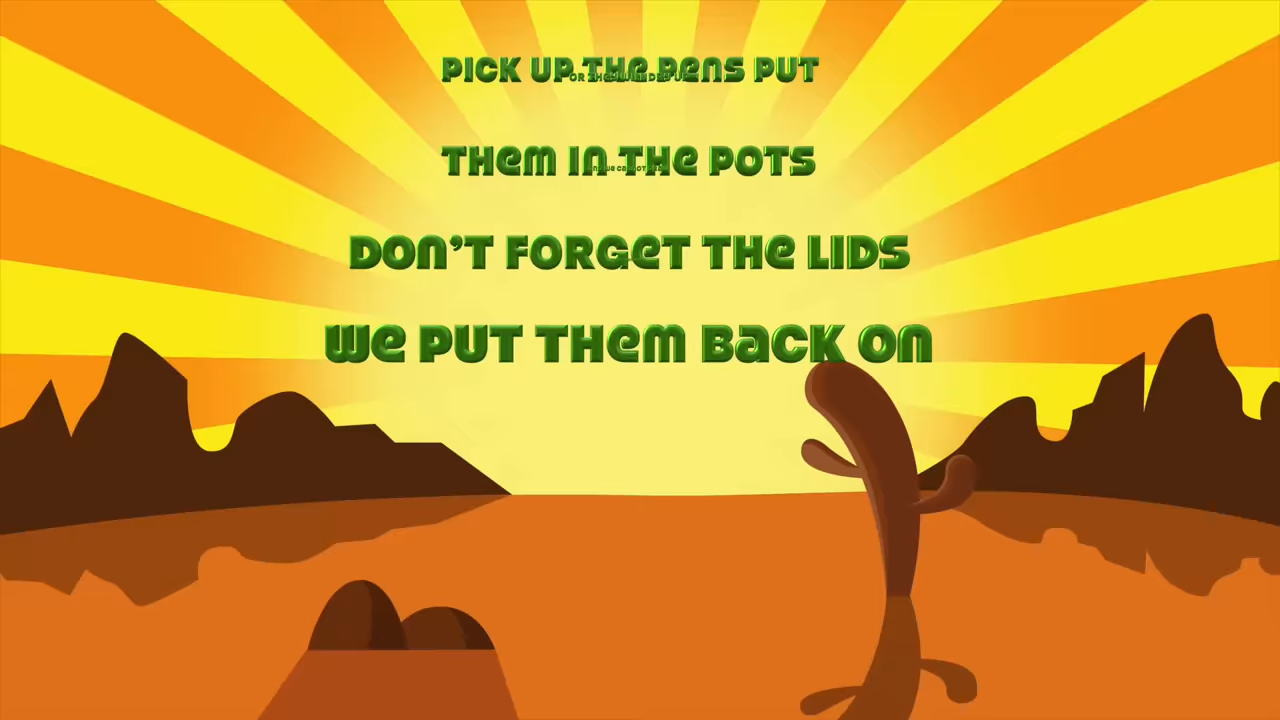 PICK UP THE PENS PUT
THEM IN THE POTS
DON'T FORGET THE LIDS
WE PUT THEM BACK ON